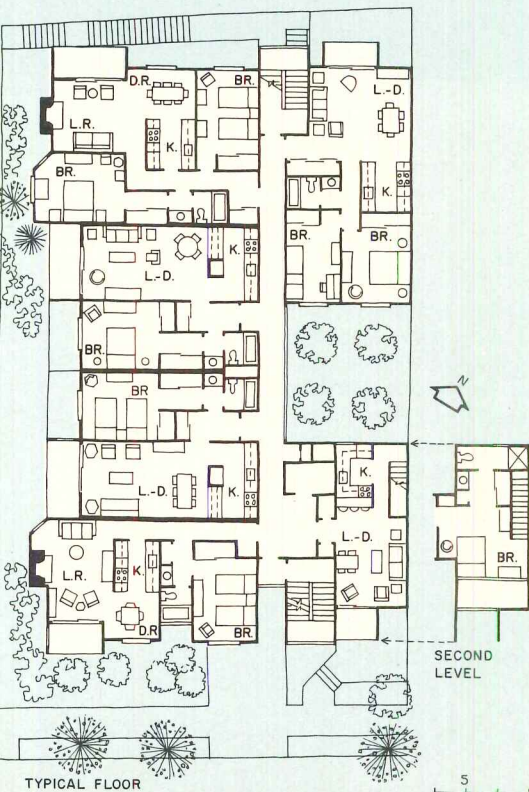 D.R.
BR.
L.-D.
L.R.
K.
K.
BR.
BR.
BR.
K.
L.-D.
BR.
BR
N
K.
L.-D.
K.
L.-D.
BR.
L.R.
K.
D.R
BR.
SECOND
LEVEL
TYPICAL FLOOR
5